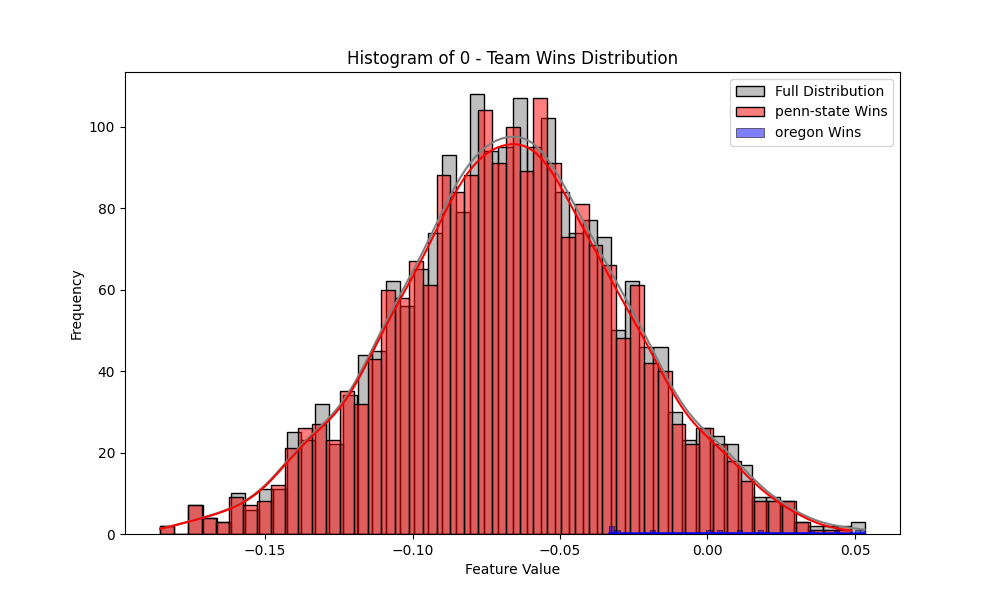 Histogram of 0 - Team Wins Distribution
Full Distribution
penn-state Wins
oregon Wins
Frequency
100
80
60
40
20
0
−0.15
−0.10
−0.05
0.00
0.05
Feature Value